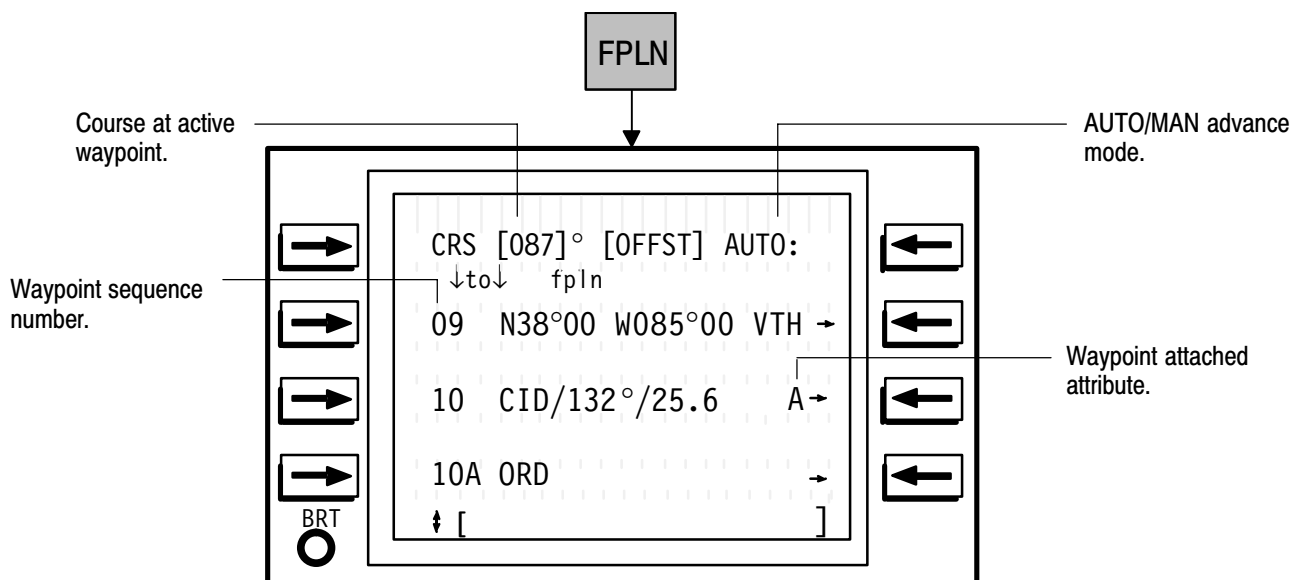 FPLN
Course at active
waypoint.
AUTO/MAN advance
mode.
CRS [087]° [OFFST] AUTO:
↓to↓ fpln
Waypoint sequence
number.
09 N38°00 W085°00 VTH →
Waypoint attached
attribute.
10 CID/132°/25.6 A→
10A ORD →
BRT
↕ [ ]